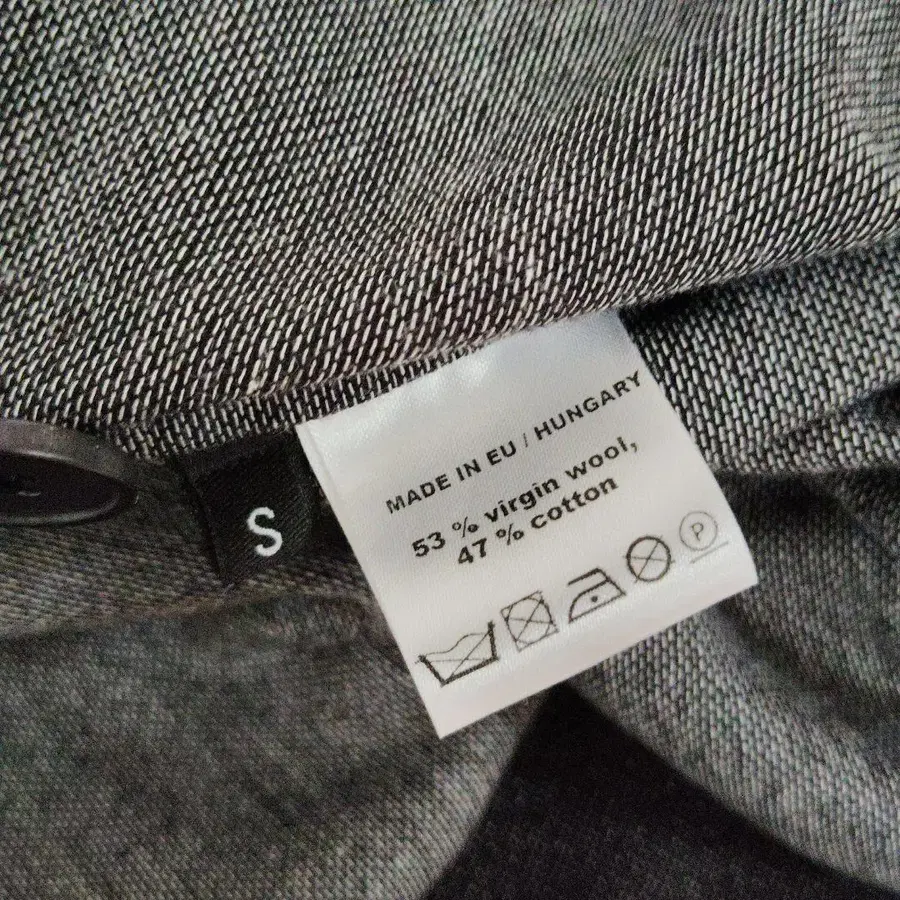 S
MADE IN EU / HUNGARY
53 % virgin wool,
47 % cotton
P